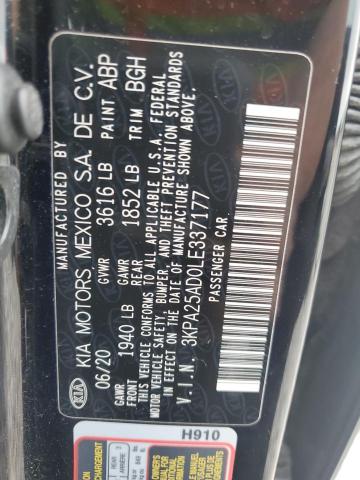 MANUFACTURED BY
KIA MOTORS, MEXICO S.A. DE C.V.
06/20 GVWR 3616 LB PAINT ABP
GAWR FRONT 1940 LB GAWR REAR 1852 LB TRIM BGH
THIS VEHICLE CONFORMS TO ALL APPLICABLE U.S.A. FEDERAL
MOTOR VEHICLE SAFETY, BUMPER, AND THEFT PREVENTION STANDARDS
IN EFFECT ON THE DATE OF MANUFACTURE SHOWN ABOVE.
V.I.N. 3KPA25AD0LE337177
PASSENGER CAR
KIA
H910